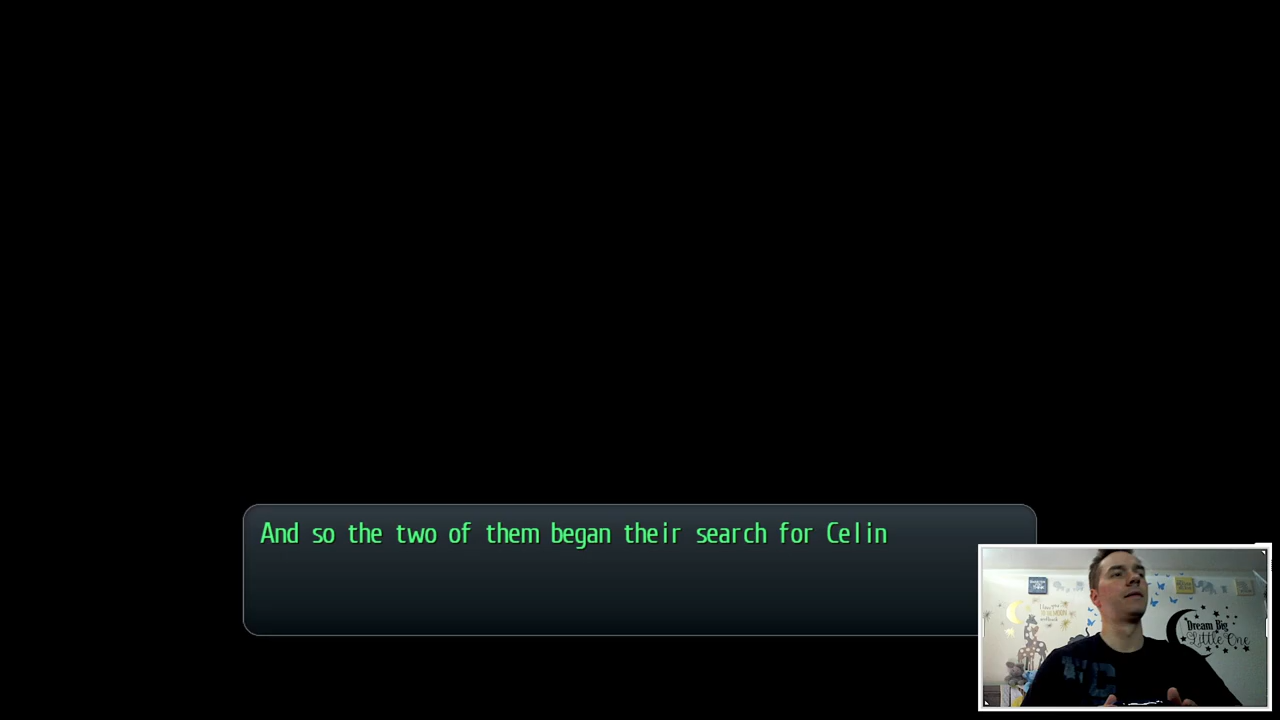 And so the two of them began their search for Celin
Dream Big
Little One